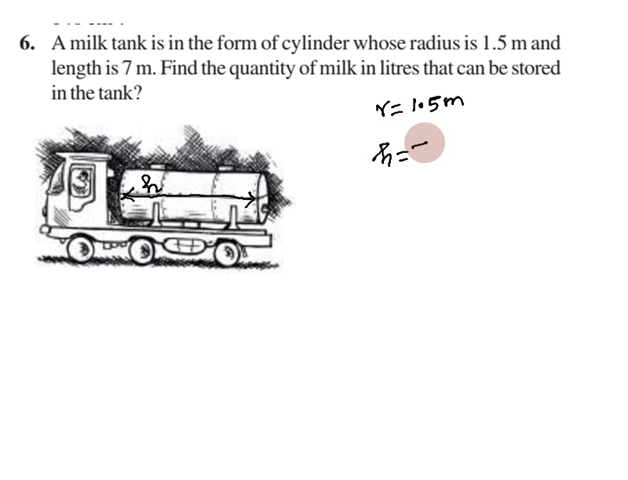 6. A milk tank is in the form of cylinder whose radius is 1.5 m and
length is 7 m. Find the quantity of milk in litres that can be stored
in the tank?
r = 1.5m
h =
h